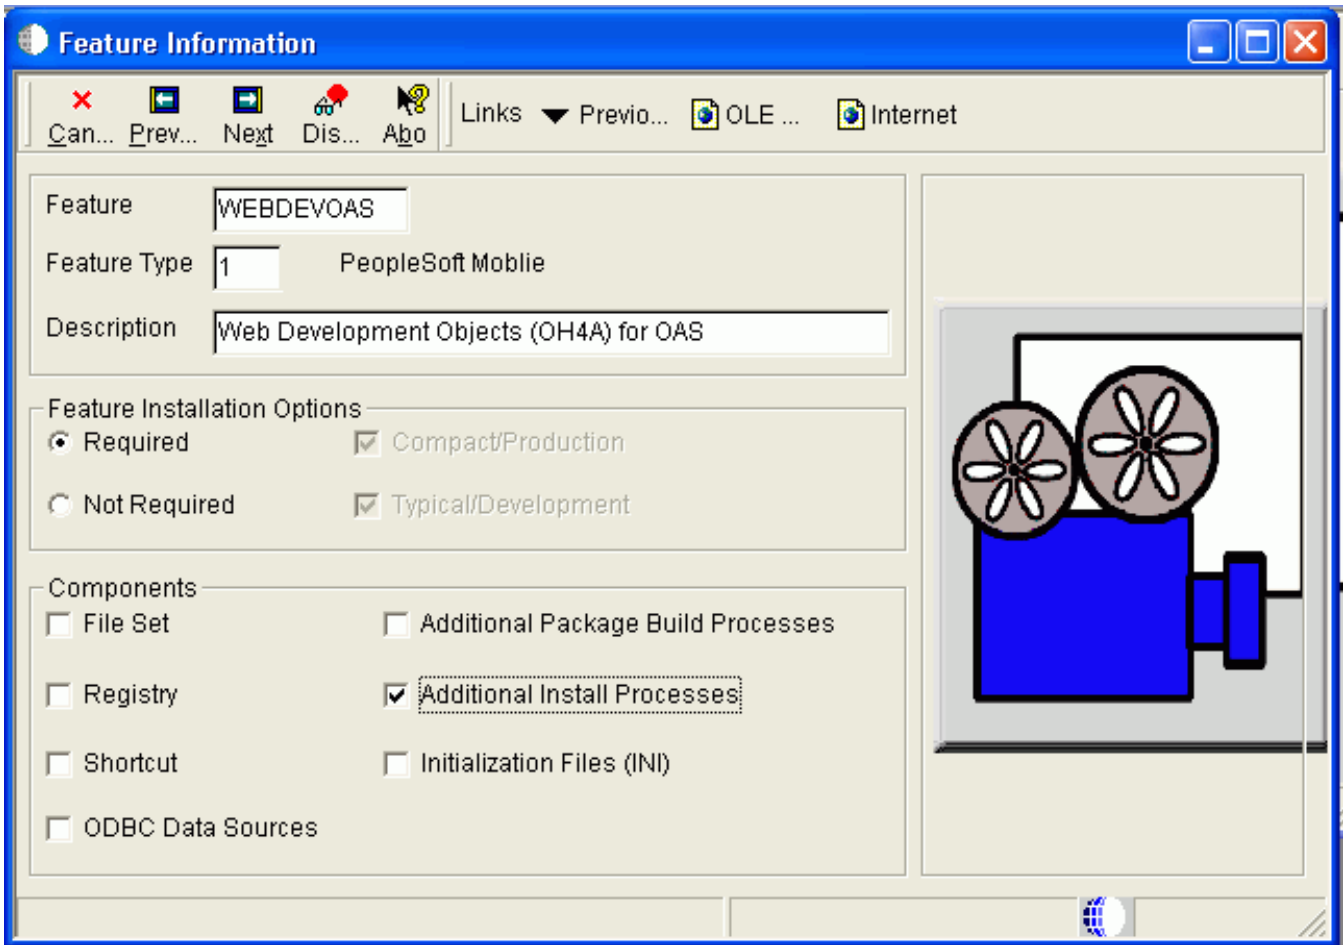 Feature Information
Can... Prev... Next Dis... Abo Links Previo... OLE ... Internet
Feature WEBDEVOAS
Feature Type 1 PeopleSoft Moblie
Description Web Development Objects (OH4A) for OAS
Feature Installation Options
Required Compact/Production
Not Required Typical/Development
Components
File Set Additional Package Build Processes
Registry Additional Install Processes
Shortcut Initialization Files (INI)
ODBC Data Sources